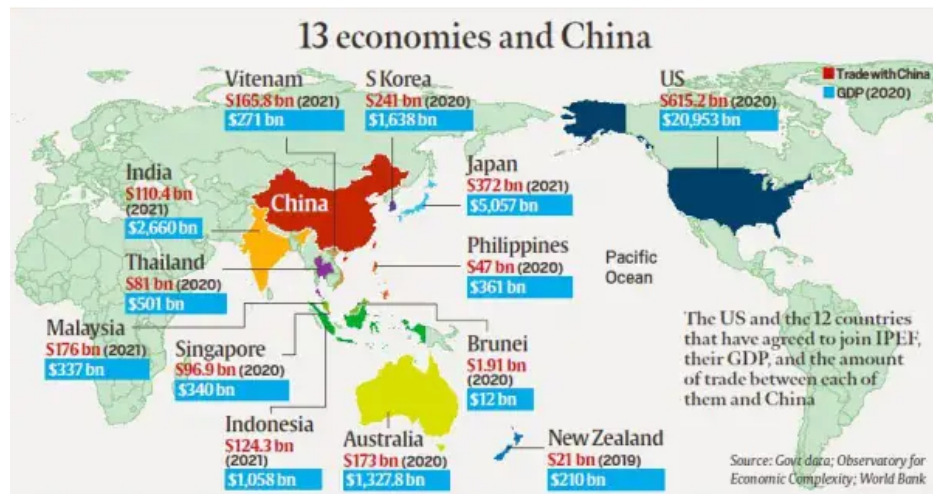 13 economies and China
Vitenam
$165.8 bn (2021)
$271 bn
S Korea
$241 bn (2020)
$1,638 bn
US
$615.2 bn (2020)
$20,953 bn
Trade with China
GDP (2020)
India
$110.4 bn
(2021)
$2,660 bn
China
Japan
$372 bn (2021)
$5,057 bn
Thailand
$81 bn (2020)
$501 bn
Philippines
$47 bn (2020)
$361 bn
Pacific
Ocean
Malaysia
$176 bn (2021)
$337 bn
Singapore
$96.9 bn (2020)
$340 bn
Brunei
$1.91 bn
(2020)
$12 bn
The US and the 12 countries
that have agreed to join IPEF,
their GDP, and the amount
of trade between each of
them and China
Indonesia
$124.3 bn
(2021)
$1,058 bn
Australia
$173 bn (2020)
$1,327.8 bn
New Zealand
$21 bn (2019)
$210 bn
Source: Govt data; Observatory for
Economic Complexity; World Bank